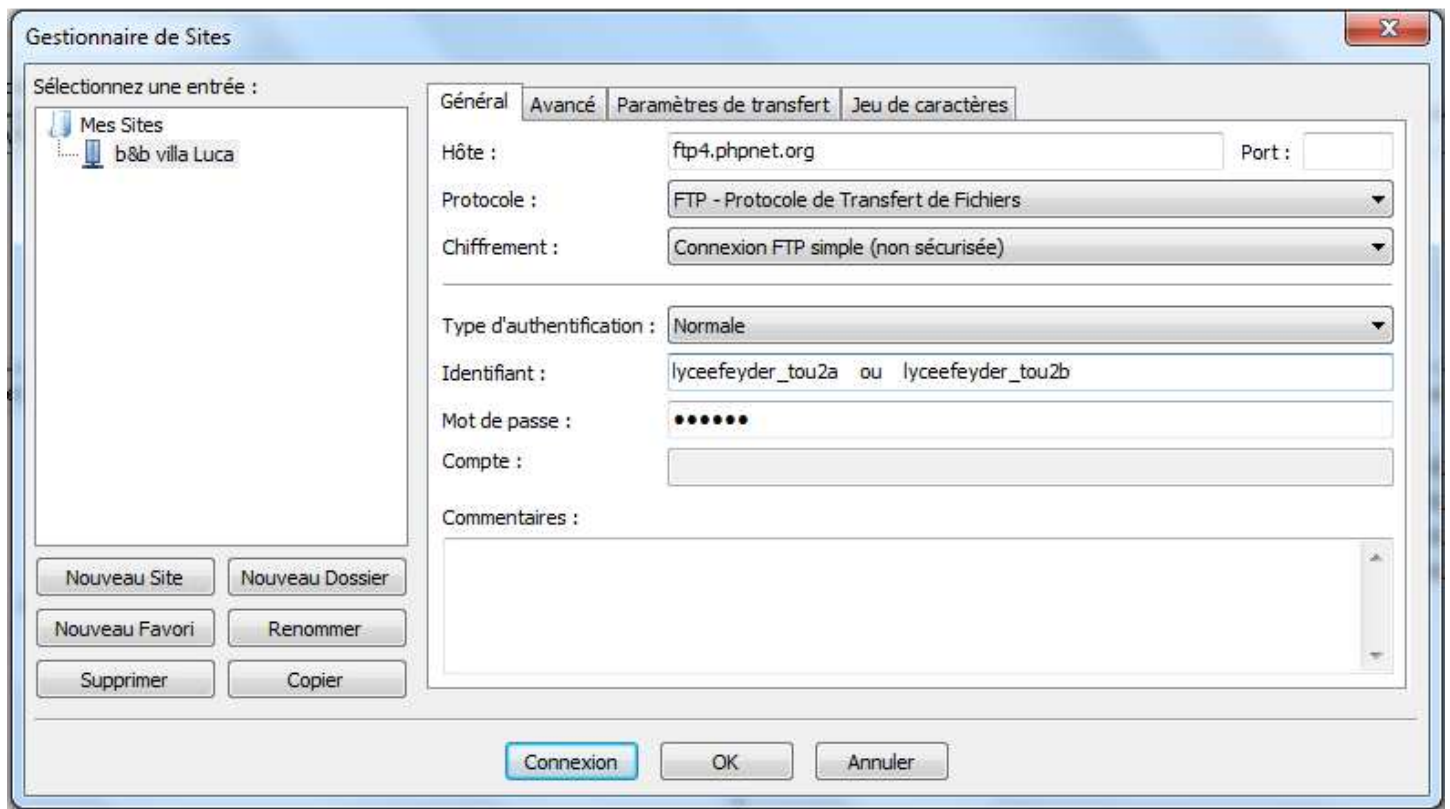 Gestionnaire de Sites
Sélectionnez une entrée :
Mes Sites
b&b villa Luca
Nouveau Site Nouveau Dossier
Nouveau Favori Renommer
Supprimer Copier
Général Avancé Paramètres de transfert Jeu de caractères
Hôte : ftp4.phpnet.org Port :
Protocole : FTP - Protocole de Transfert de Fichiers
Chiffrement : Connexion FTP simple (non sécurisée)
Type d'authentification : Normale
Identifiant : lyceefeyder_tou2a ou lyceefeyder_tou2b
Mot de passe : ●●●●●●
Compte :
Commentaires :
Connexion OK Annuler